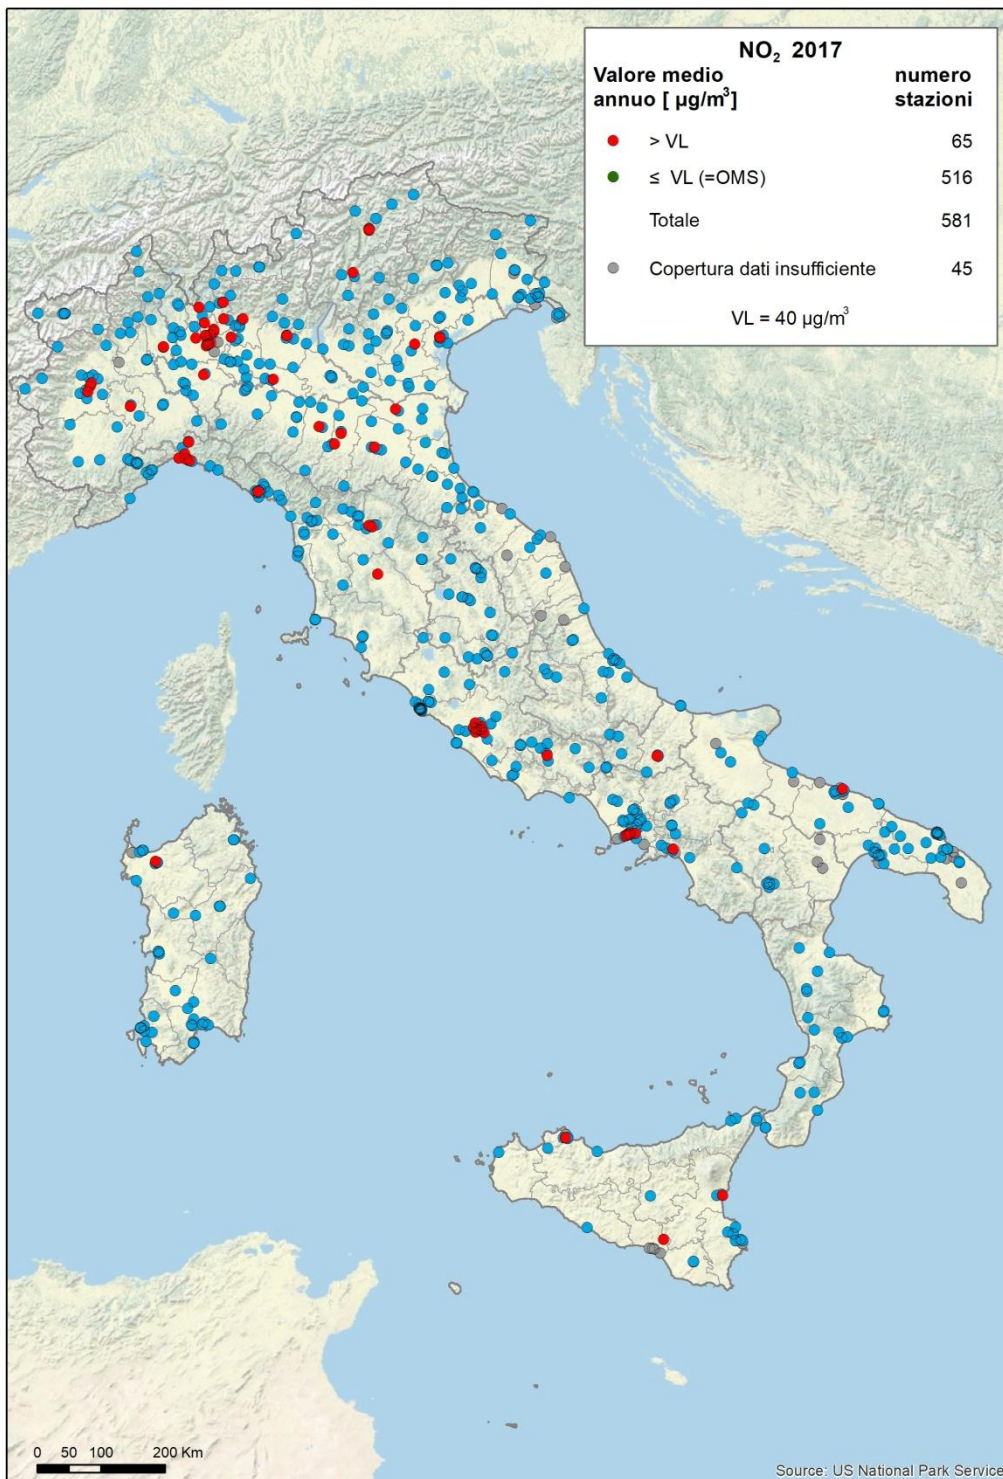 NO₂ 2017
Valore medio numero
annuo [ µg/m³] stazioni
> VL 65
≤ VL (=OMS) 516
Totale 581
Copertura dati insufficiente 45
VL = 40 µg/m³
0 50 100 200 Km
Source: US National Park Service